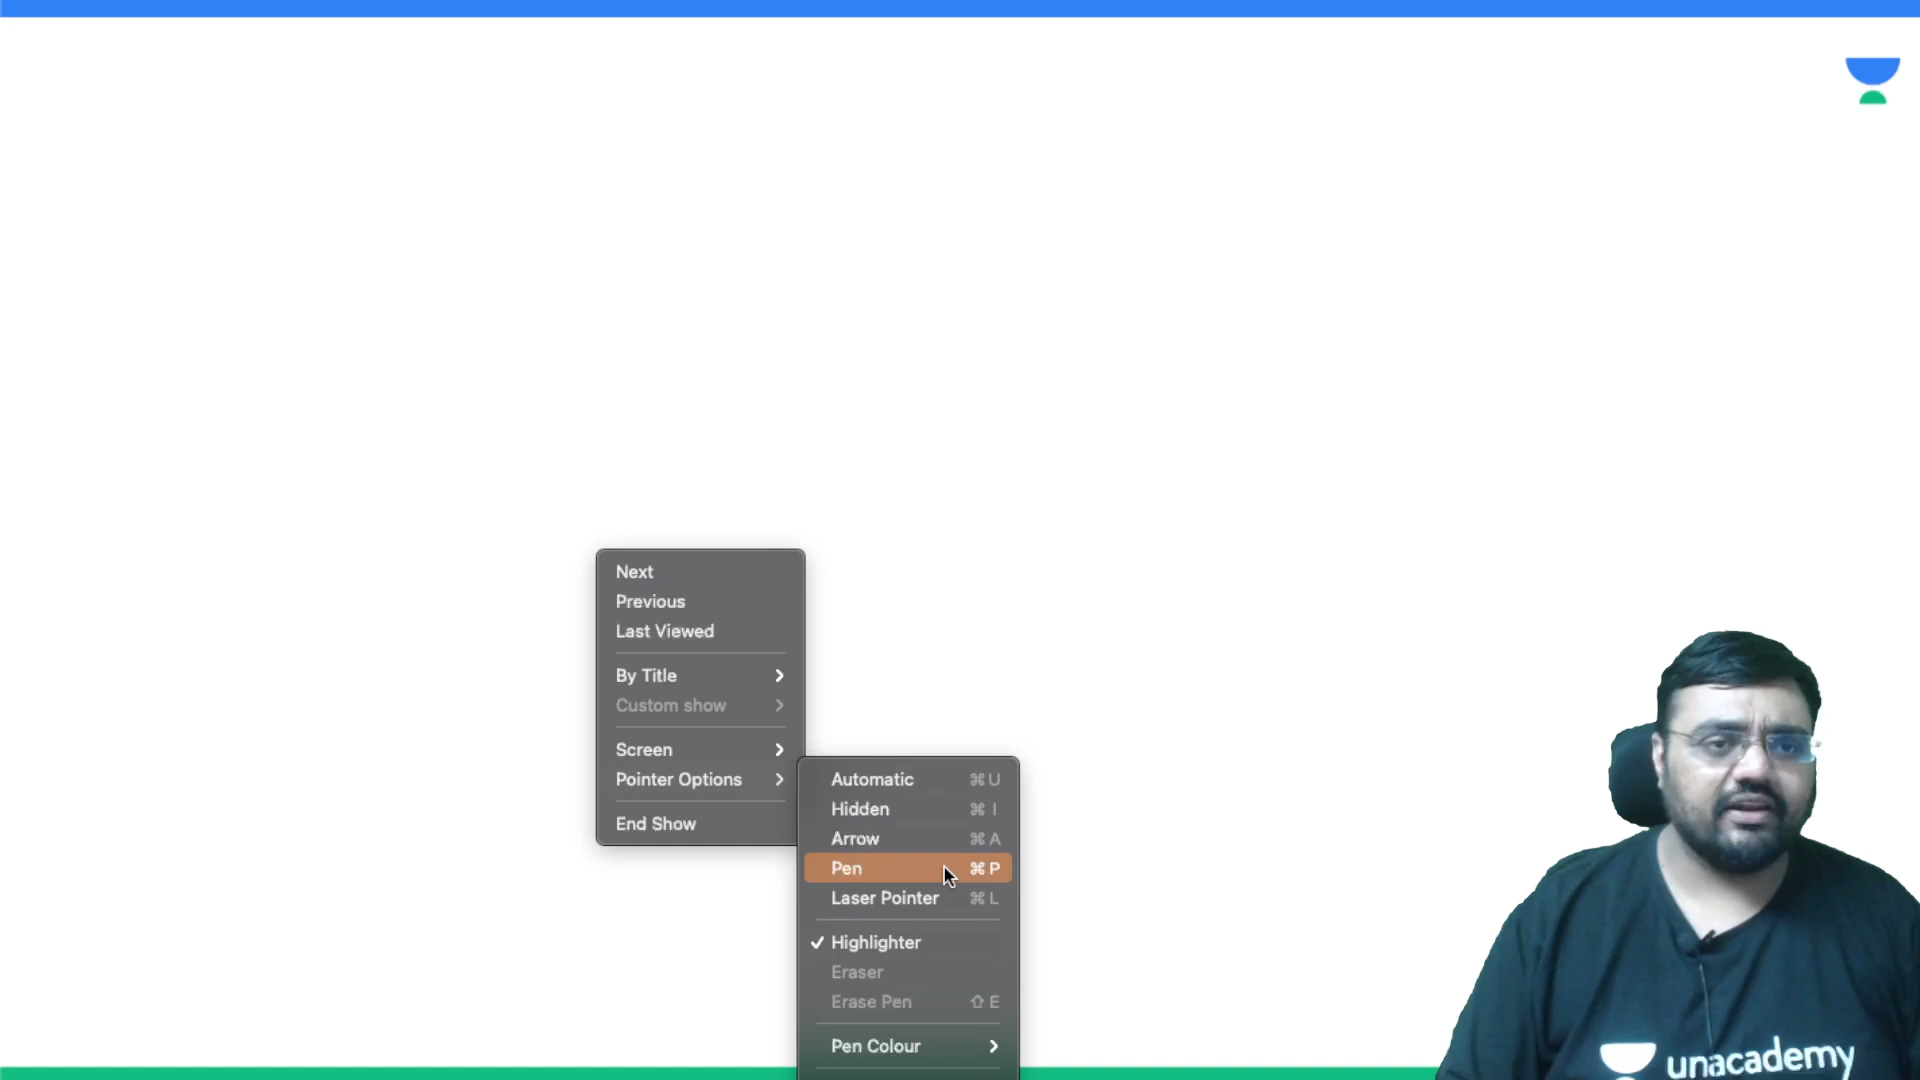 Next
Previous
Last Viewed
By Title
Custom show
Screen
Pointer Options
End Show
Automatic ⌘ U
Hidden ⌘ I
Arrow ⌘ A
Pen ⌘ P
Laser Pointer ⌘ L
✓ Highlighter
Eraser
Erase Pen ⇧ E
Pen Colour
unacademy